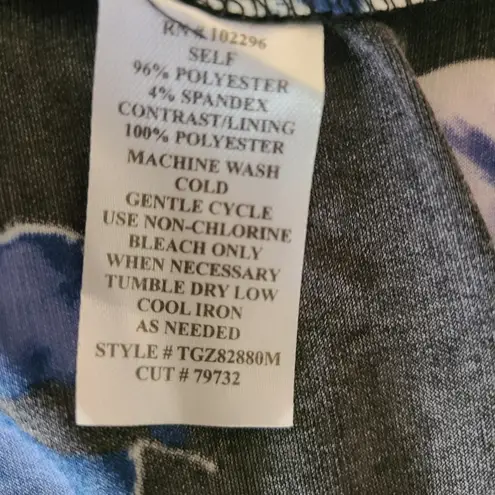 RN # 102296
SELF
96% POLYESTER
4% SPANDEX
CONTRAST/LINING
100% POLYESTER
MACHINE WASH
COLD
GENTLE CYCLE
USE NON-CHLORINE
BLEACH ONLY
WHEN NECESSARY
TUMBLE DRY LOW
COOL IRON
AS NEEDED
STYLE # TGZ82880M
CUT # 79732